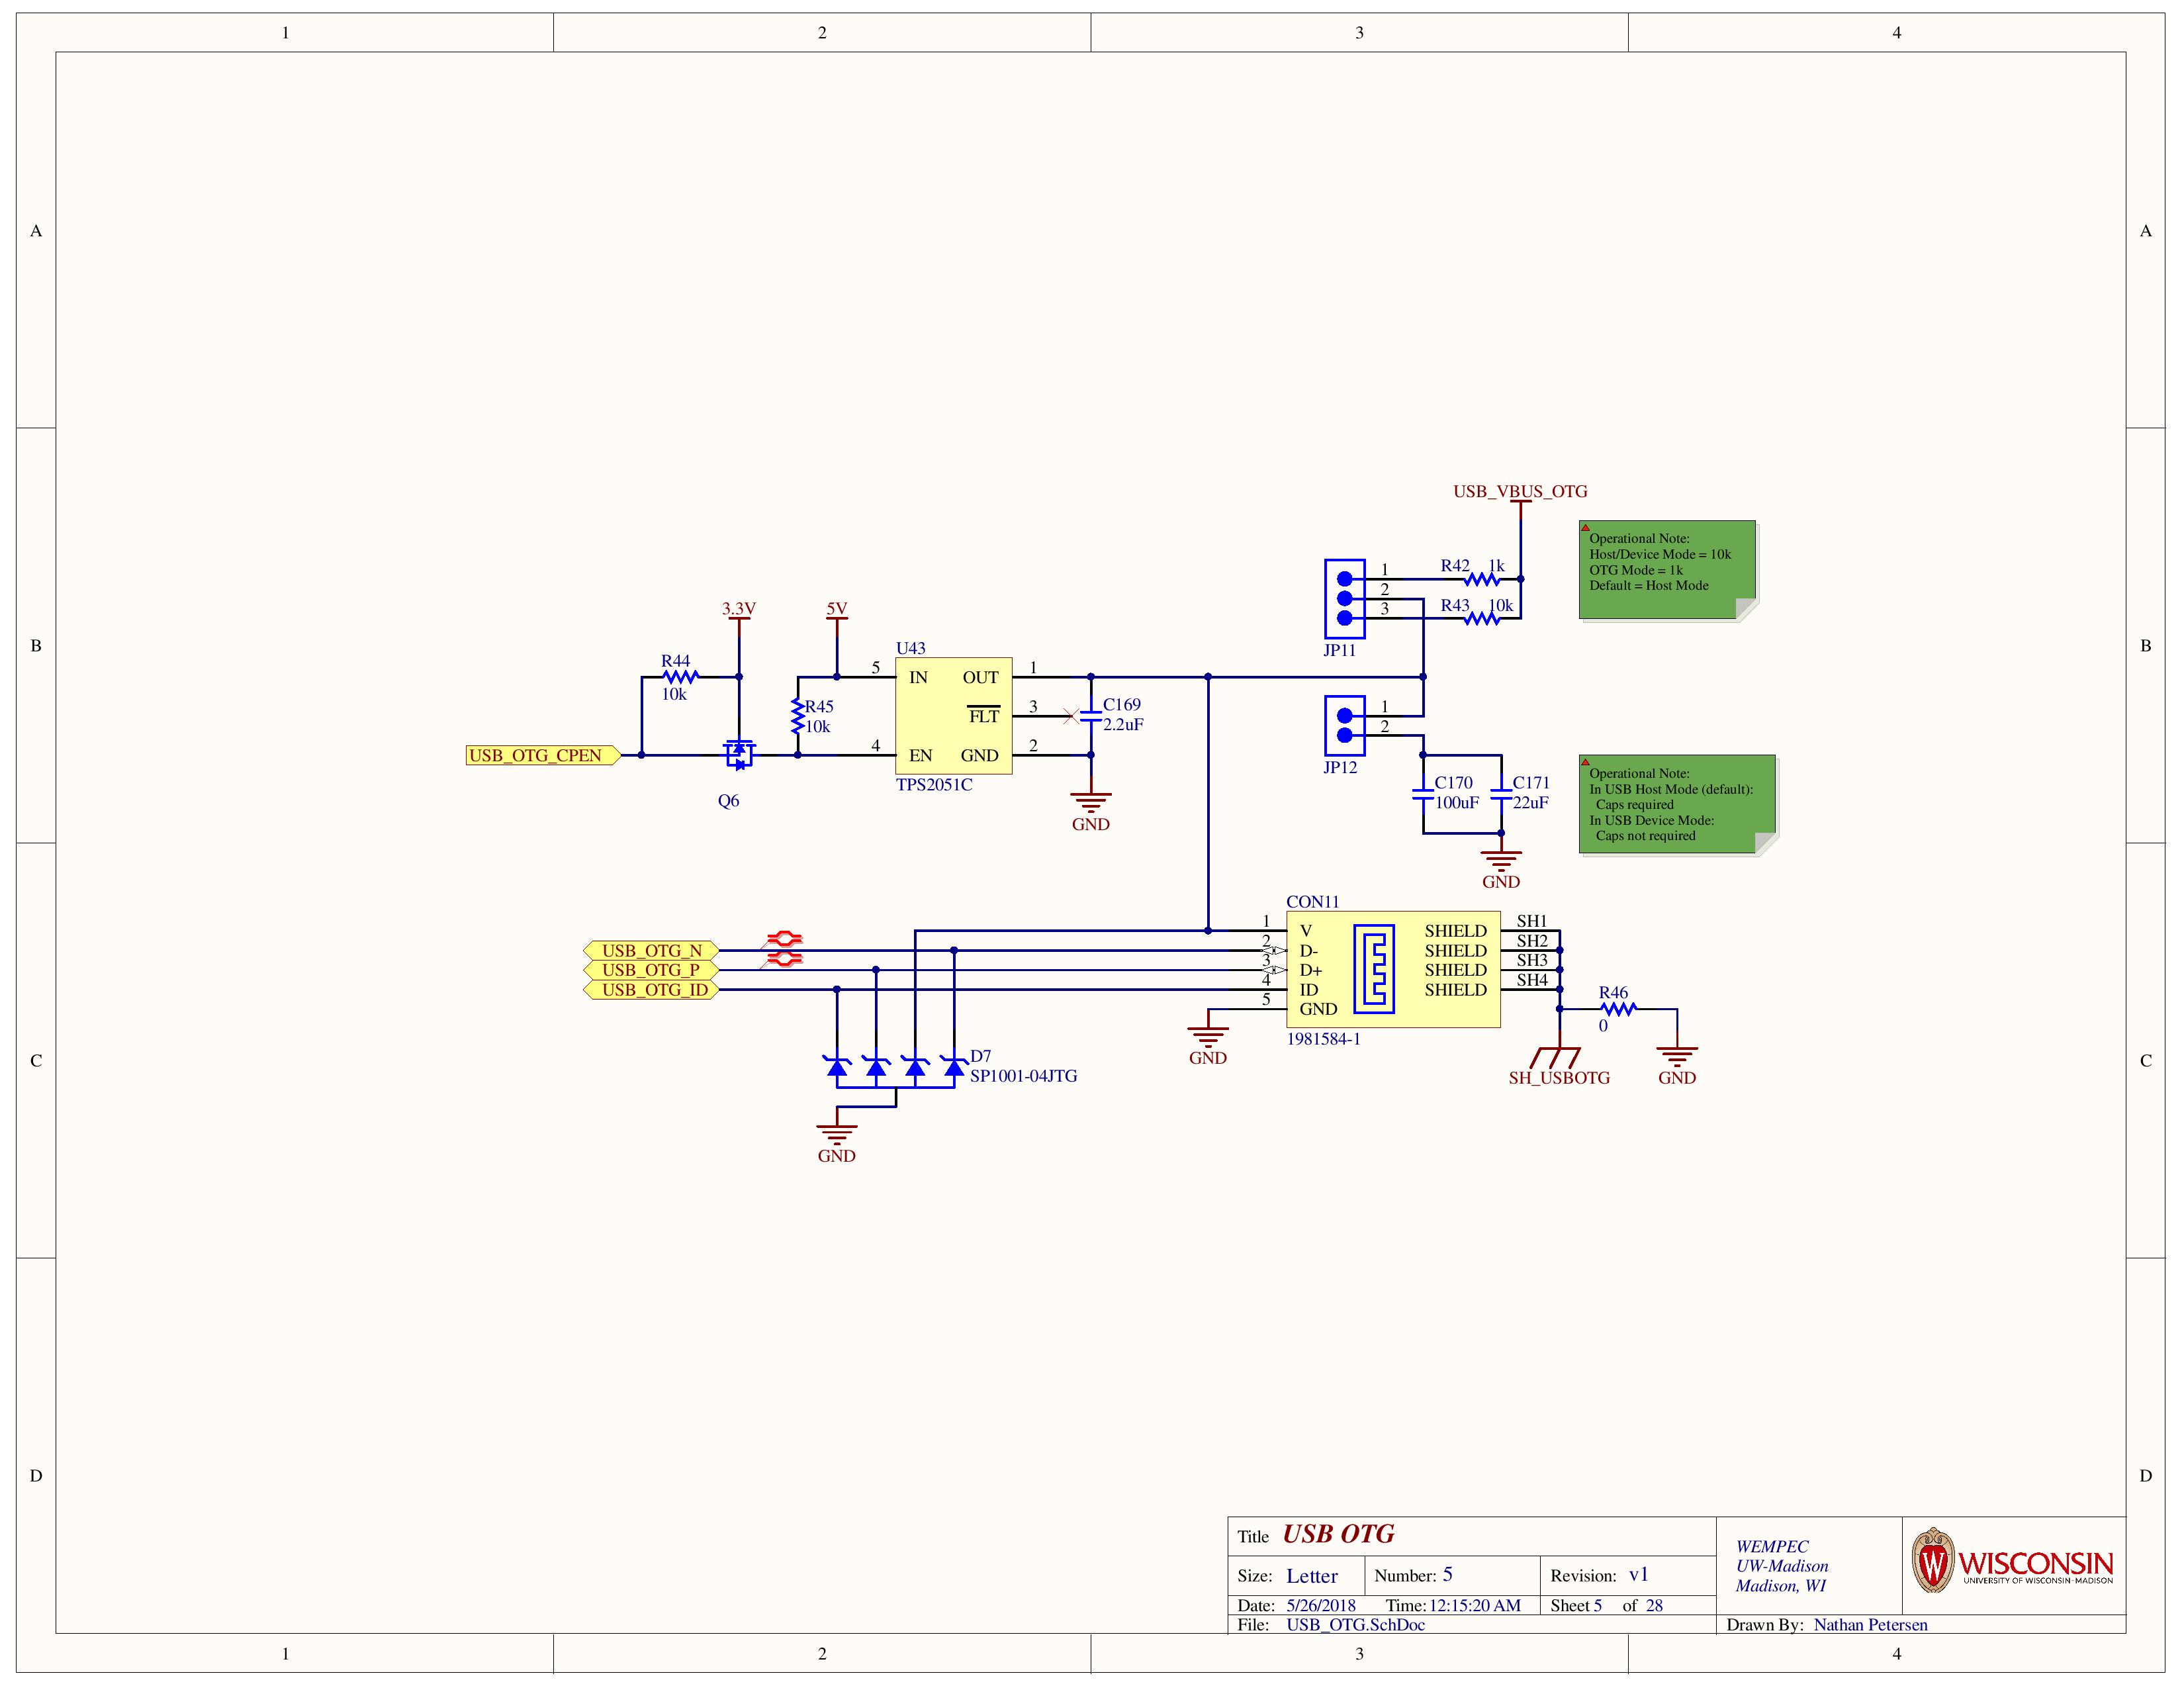 1 2 3 4
A A
USB_VBUS_OTG
Operational Note:
Host/Device Mode = 10k
OTG Mode = 1k
Default = Host Mode
1 R42 1k
2
3 R43 10k
JP11
3.3V 5V
B B
R44
10k
R45
10k
U43
5 IN OUT 1
FLT 3
4 EN GND 2
TPS2051C
C169
2.2uF
GND
USB_OTG_CPEN
Q6
1
2
JP12
C170
100uF
C171
22uF
GND
Operational Note:
In USB Host Mode (default):
Caps required
In USB Device Mode:
Caps not required
CON11
1 V SHIELD SH1
USB_OTG_N 2 D- SHIELD SH2
USB_OTG_P 3 D+ SHIELD SH3
USB_OTG_ID 4 ID SHIELD SH4
5 GND
1981584-1
GND
R46
0
SH_USBOTG GND
C C
D7
SP1001-04JTG
GND
D D
Title USB OTG
Size: Letter Number: 5 Revision: v1
Date: 5/26/2018 Time: 12:15:20 AM Sheet 5 of 28
File: USB_OTG.SchDoc
WEMPEC
UW-Madison
Madison, WI
W WISCONSIN
UNIVERSITY OF WISCONSIN-MADISON
Drawn By: Nathan Petersen
1 2 3 4